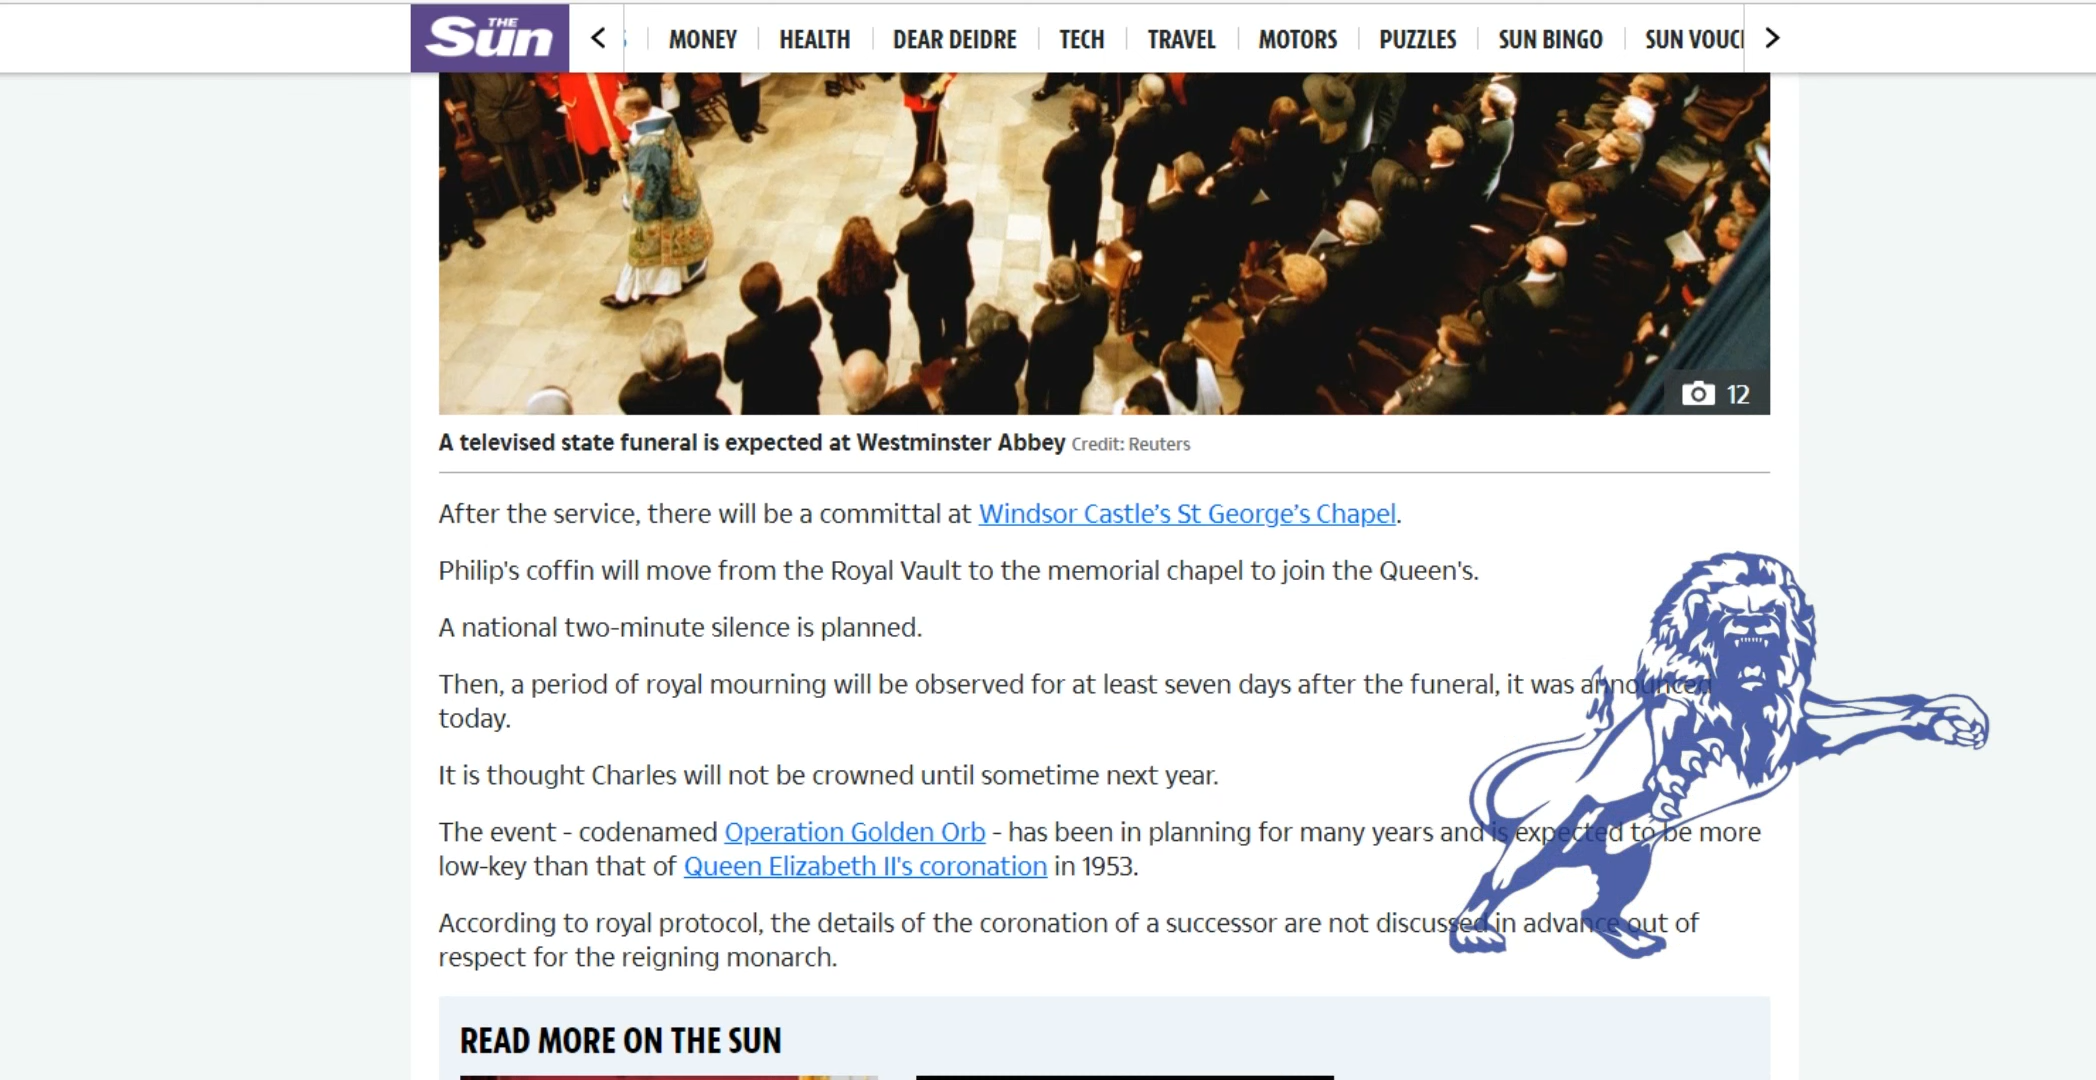 THE
Sun
MONEY HEALTH DEAR DEIDRE TECH TRAVEL MOTORS PUZZLES SUN BINGO SUN VOUC
12
A televised state funeral is expected at Westminster Abbey Credit: Reuters
After the service, there will be a committal at Windsor Castle’s St George’s Chapel.
Philip's coffin will move from the Royal Vault to the memorial chapel to join the Queen's.
A national two-minute silence is planned.
Then, a period of royal mourning will be observed for at least seven days after the funeral, it was announced
today.
It is thought Charles will not be crowned until sometime next year.
The event - codenamed Operation Golden Orb - has been in planning for many years and is expected to be more
low-key than that of Queen Elizabeth II's coronation in 1953.
According to royal protocol, the details of the coronation of a successor are not discussed in advance out of
respect for the reigning monarch.
READ MORE ON THE SUN